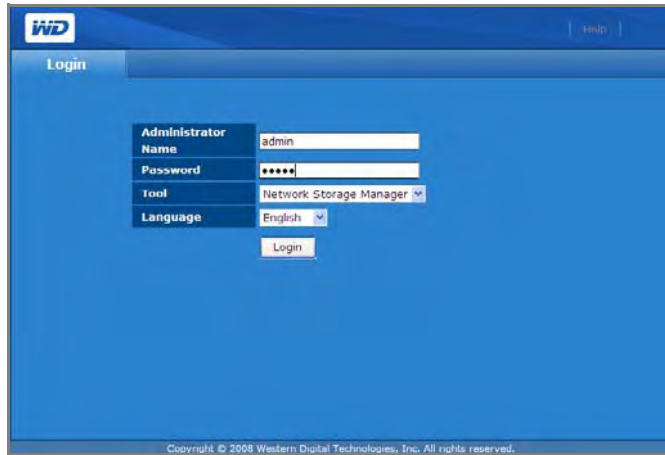 WD
Help
Login
Administrator
Name
admin
Password
•••••
Tool
Network Storage Manager
Language
English
Login
Copyright © 2008 Western Digital Technologies, Inc. All rights reserved.